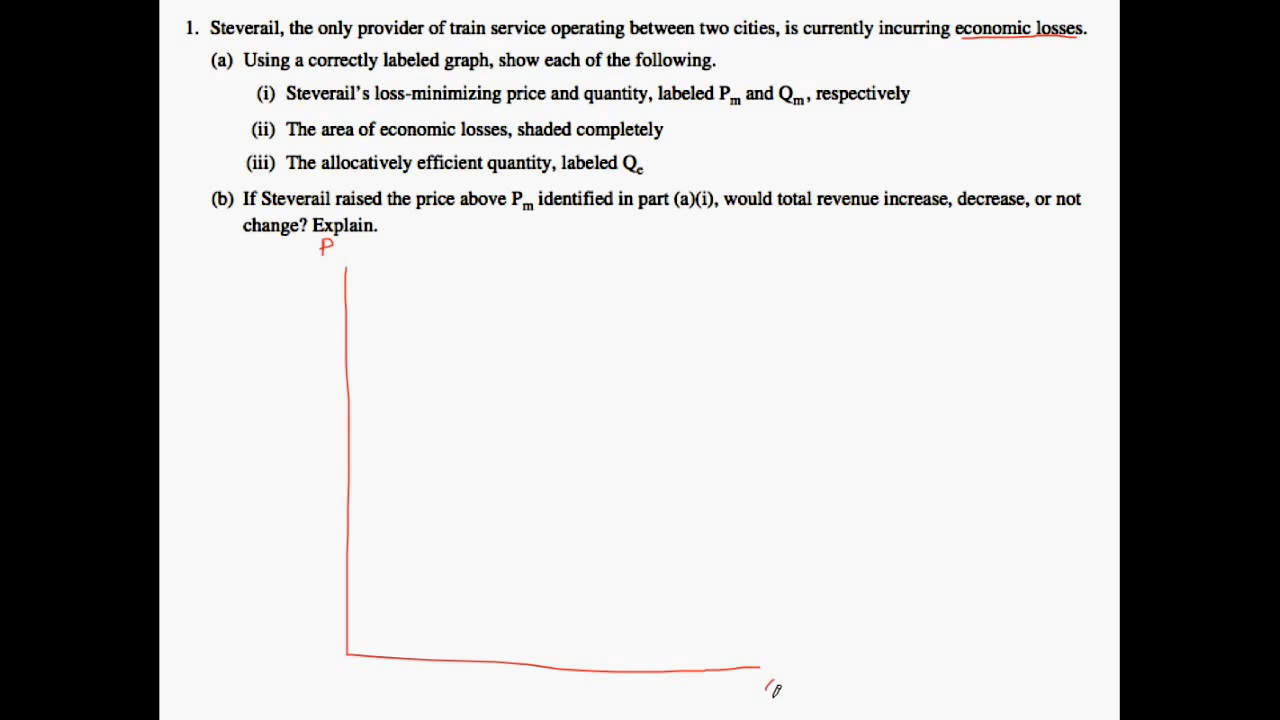 1. Steverail, the only provider of train service operating between two cities, is currently incurring economic losses.
(a) Using a correctly labeled graph, show each of the following.
(i) Steverail's loss-minimizing price and quantity, labeled Pm and Qm, respectively
(ii) The area of economic losses, shaded completely
(iii) The allocatively efficient quantity, labeled Qe
(b) If Steverail raised the price above Pm identified in part (a)(i), would total revenue increase, decrease, or not
change? Explain.
P